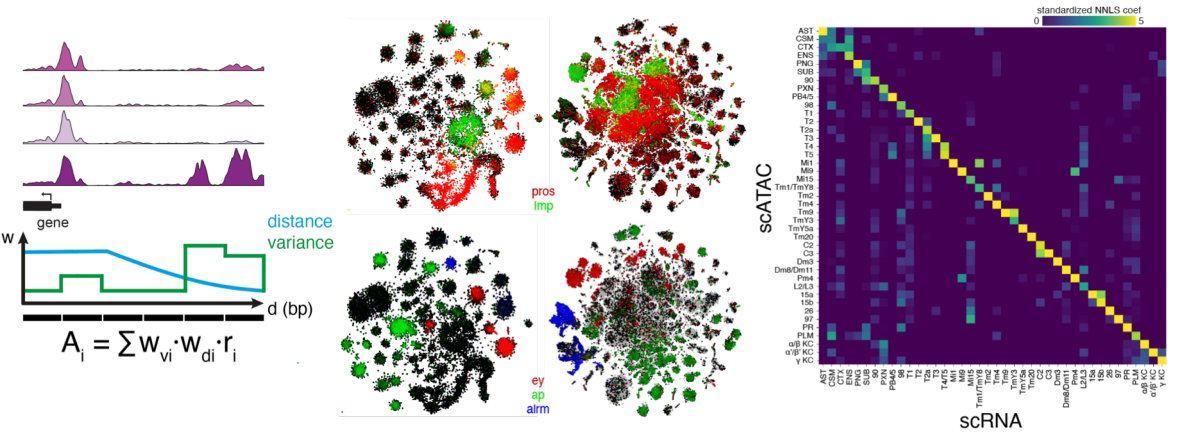 gene
w
distance
variance
d (bp)
Ai = Σwvi·wdi·ri
pros
Imp
ey
ap
alrm
standardized NNLS coef
0
5
scATAC
AST
CSM
CTX
ENS
PNG
SUB
90
PXN
PB4/5
98
T1
T2
T2a
T3
T4
T5
Mi1
Mi9
Mi15
Tm1/TmY8
Tm2
Tm4
Tm9
TmY3
TmY5a
Tm20
C2
C3
Dm3
Dm8/Dm11
Pm4
L2/L3
15a
15b
26
97
PR
PLM
α/β KC
α'/β' KC
γ KC
AST
CSM
CTX
ENS
PNG
SUB
90
PXN
PB4/5
98
T1
T2
T2a
T3
T4/T5
Mi1
Mi9
Mi15
Tm1/TmY8
Tm2
Tm4
Tm9
TmY3
TmY5a
Tm20
C2
C3
Dm3
Dm8/Dm11
Pm4
L2/L3
15a
15b
26
97
PR
PLM
α/β KC
α'/β' KC
γ KC
scRNA